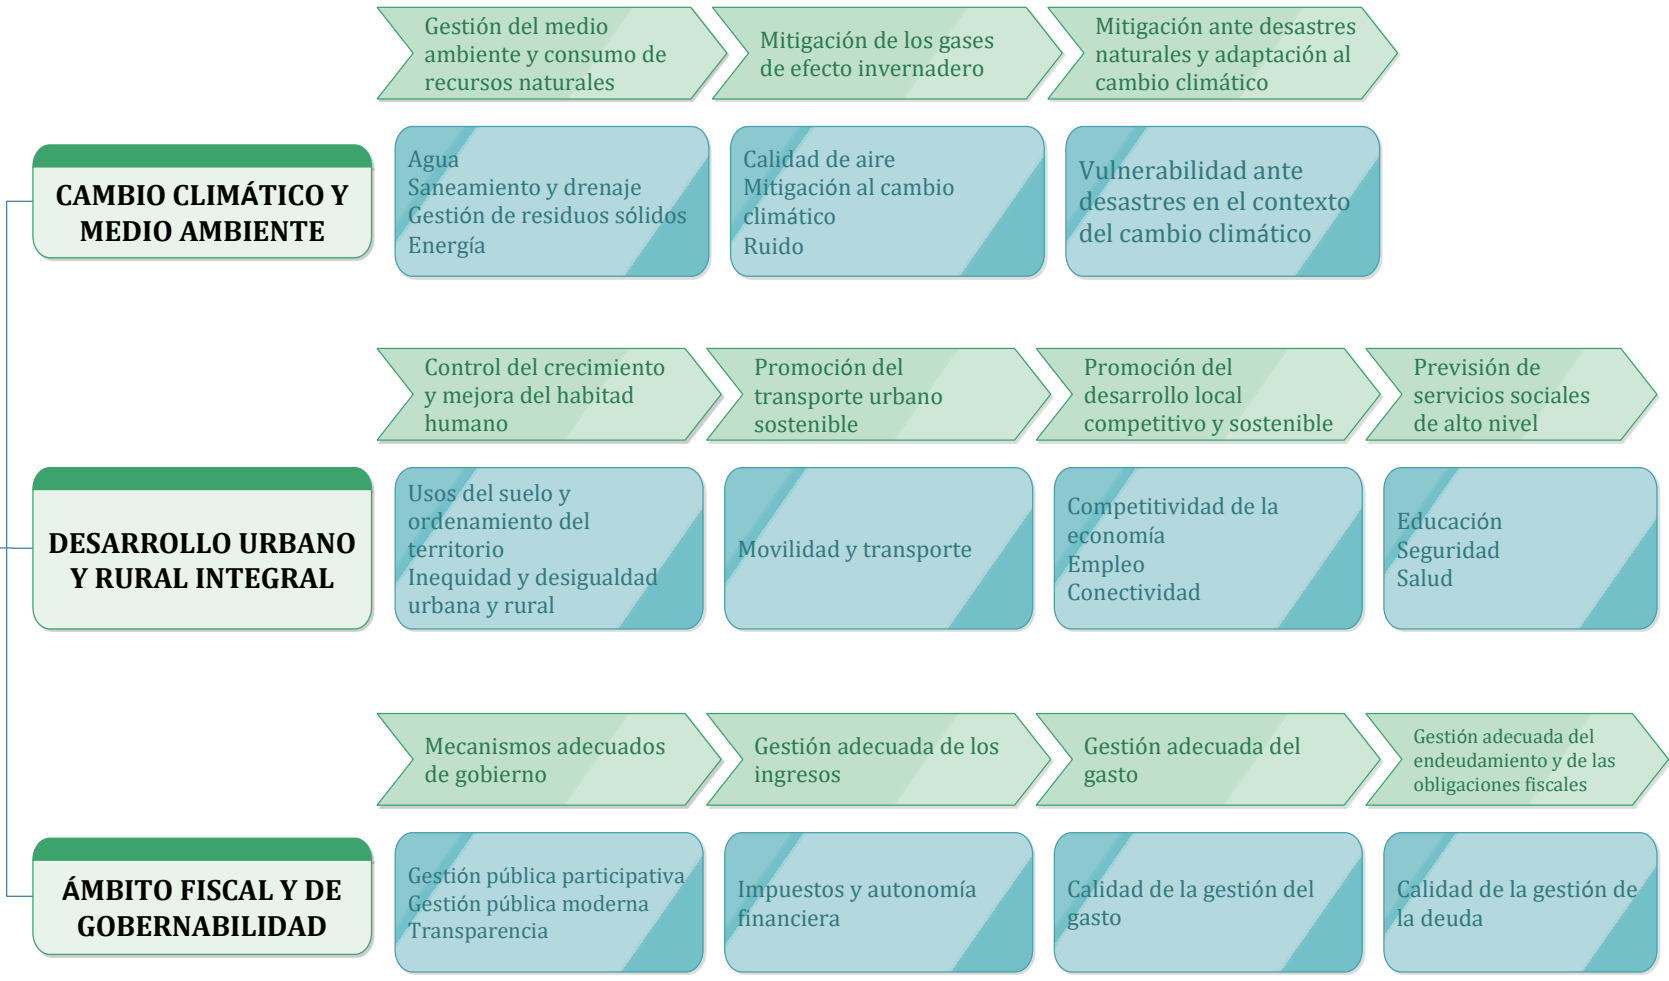 Gestión del medio
ambiente y consumo de
recursos naturales
Mitigación de los gases
de efecto invernadero
Mitigación ante desastres
naturales y adaptación al
cambio climático
CAMBIO CLIMÁTICO Y
MEDIO AMBIENTE
Agua
Saneamiento y drenaje
Gestión de residuos sólidos
Energía
Calidad de aire
Mitigación al cambio
climático
Ruido
Vulnerabilidad ante
desastres en el contexto
del cambio climático
Control del crecimiento
y mejora del habitad
humano
Promoción del
transporte urbano
sostenible
Promoción del
desarrollo local
competitivo y sostenible
Previsión de
servicios sociales
de alto nivel
DESARROLLO URBANO
Y RURAL INTEGRAL
Usos del suelo y
ordenamiento del
territorio
Inequidad y desigualdad
urbana y rural
Movilidad y transporte
Competitividad de la
economía
Empleo
Conectividad
Educación
Seguridad
Salud
Mecanismos adecuados
de gobierno
Gestión adecuada de los
ingresos
Gestión adecuada del
gasto
Gestión adecuada del
endeudamiento y de las
obligaciones fiscales
ÁMBITO FISCAL Y DE
GOBERNABILIDAD
Gestión pública participativa
Gestión pública moderna
Transparencia
Impuestos y autonomía
financiera
Calidad de la gestión del
gasto
Calidad de la gestión de
la deuda